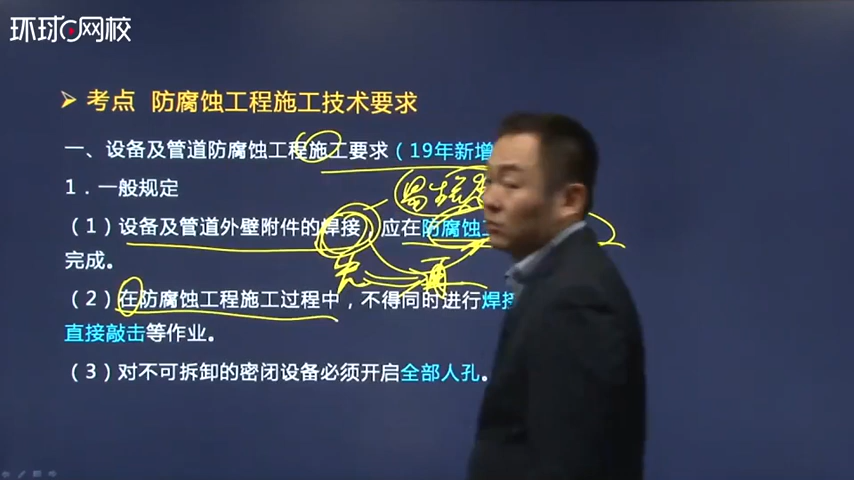 环球网校
考点 防腐蚀工程施工技术要求
一、设备及管道防腐蚀工程施工要求（19年新增
1．一般规定
（1）设备及管道外壁附件的焊接，应在防腐蚀工
完成。
（2）在防腐蚀工程施工过程中，不得同时进行焊接
直接敲击等作业。
（3）对不可拆卸的密闭设备必须开启全部人孔。
易燃
先 再